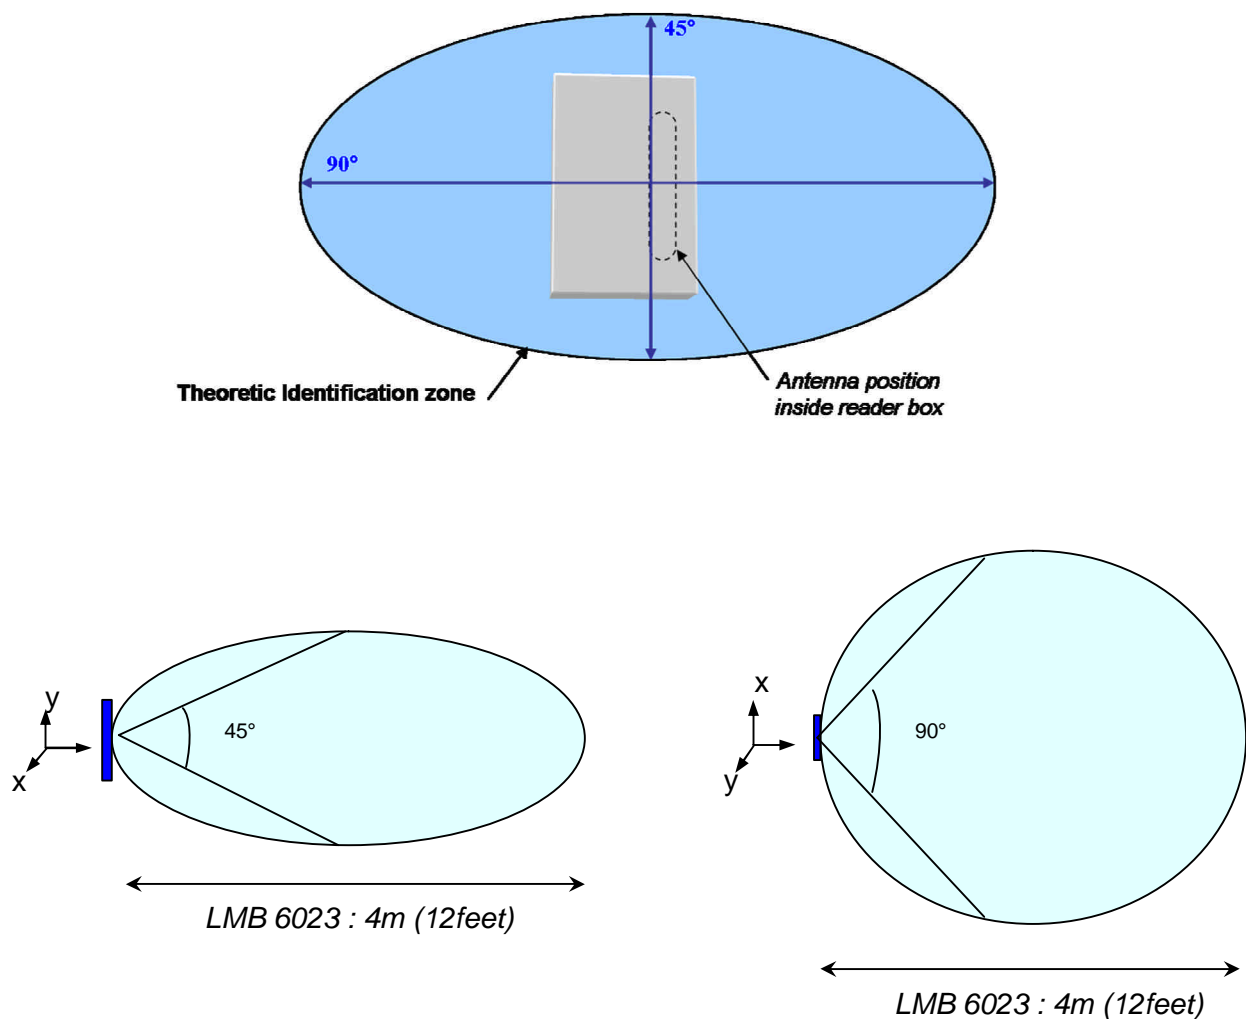 45°
90°
Theoretic Identification zone
Antenna position
inside reader box
y
x
45°
LMB 6023 : 4m (12feet)
x
y
90°
LMB 6023 : 4m (12feet)